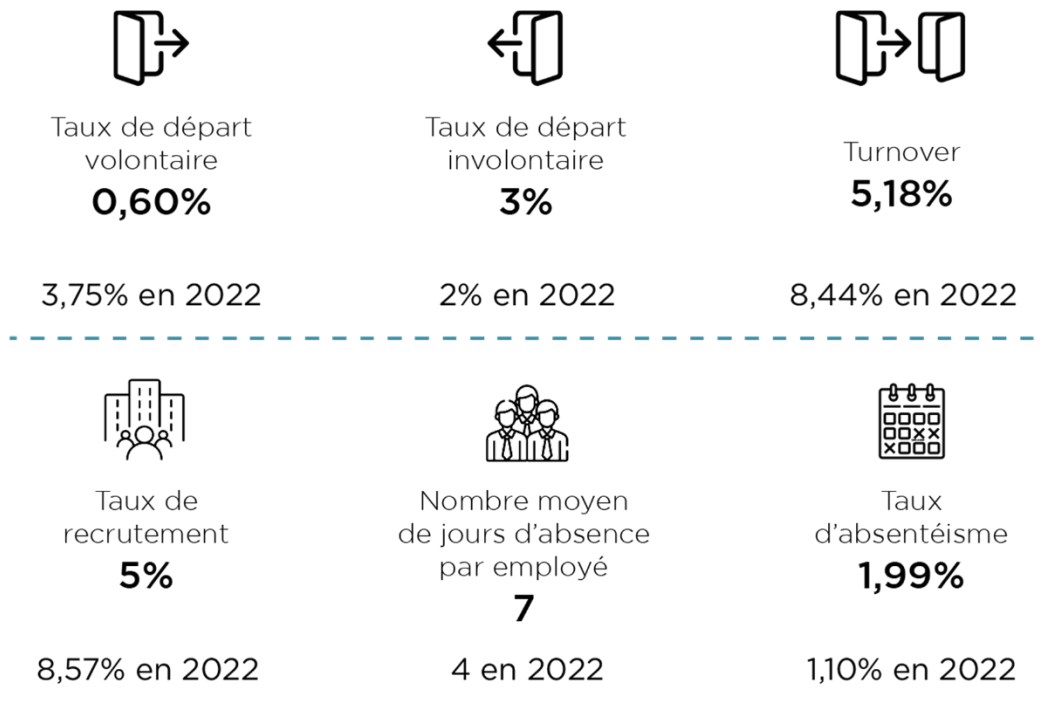 Taux de départ
volontaire
0,60%
3,75% en 2022
Taux de départ
involontaire
3%
2% en 2022
Turnover
5,18%
8,44% en 2022
Taux de
recrutement
5%
8,57% en 2022
Nombre moyen
de jours d'absence
par employé
7
4 en 2022
Taux
d'absentéisme
1,99%
1,10% en 2022